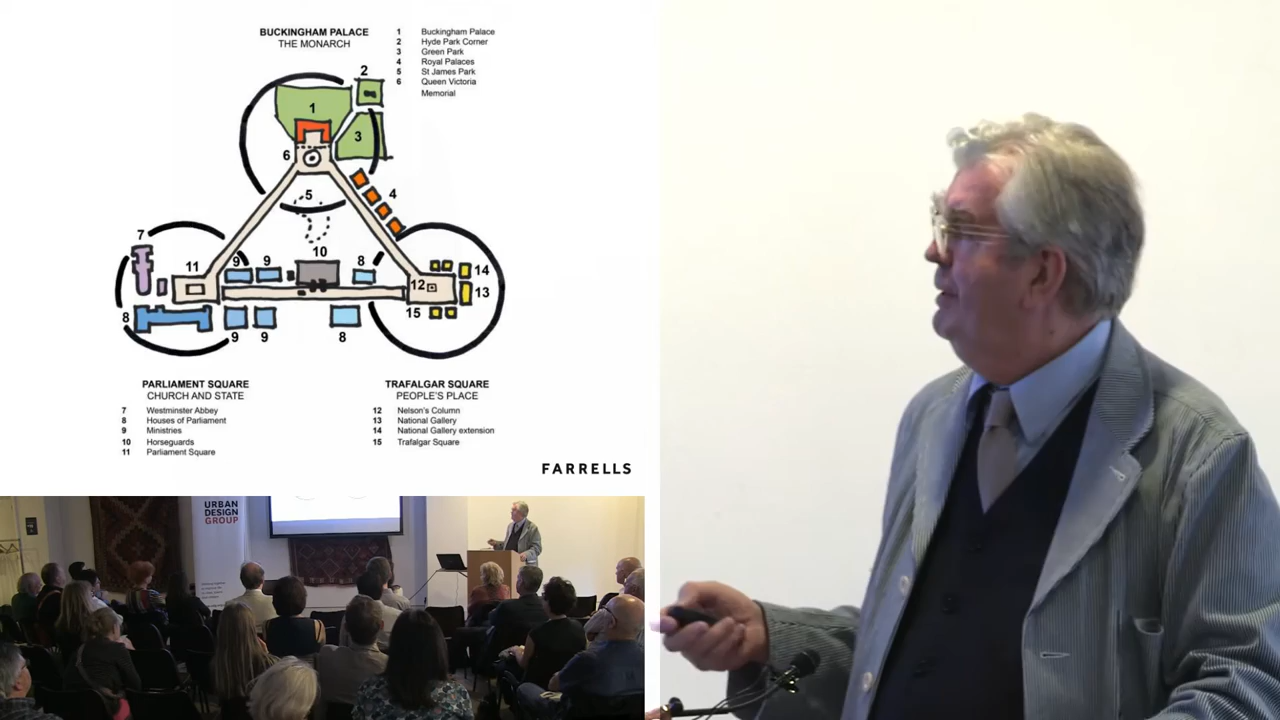 BUCKINGHAM PALACE
THE MONARCH
1 Buckingham Palace
2 Hyde Park Corner
3 Green Park
4 Royal Palaces
5 St James Park
6 Queen Victoria
Memorial
2
1
3
6
5
4
7
11
9
9
10
8
12
14
13
8
15
9
9
8
PARLIAMENT SQUARE
CHURCH AND STATE
7 Westminster Abbey
8 Houses of Parliament
9 Ministries
10 Horseguards
11 Parliament Square
TRAFALGAR SQUARE
PEOPLE'S PLACE
12 Nelson's Column
13 National Gallery
14 National Gallery extension
15 Trafalgar Square
FARRELLS
URBAN
DESIGN
GROUP